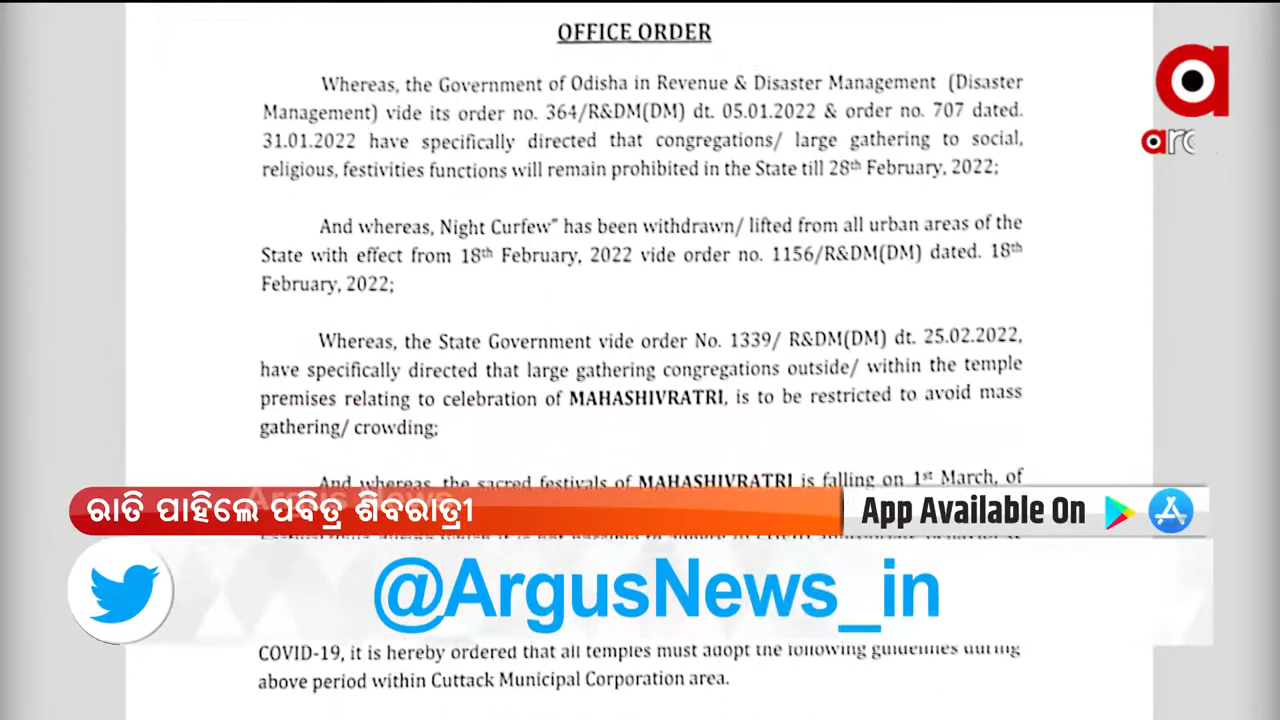 OFFICE ORDER
Whereas, the Government of Odisha in Revenue & Disaster Management (Disaster
Management) vide its order no. 364/R&DM(DM) dt. 05.01.2022 & order no. 707 dated.
31.01.2022 have specifically directed that congregations/ large gathering to social,
religious, festivities functions will remain prohibited in the State till 28th February, 2022;
And whereas, Night Curfew” has been withdrawn/ lifted from all urban areas of the
State with effect from 18th February, 2022 vide order no. 1156/R&DM(DM) dated. 18th
February, 2022;
Whereas, the State Government vide order No. 1339/ R&DM(DM) dt. 25.02.2022,
have specifically directed that large gathering congregations outside/ within the temple
premises relating to celebration of MAHASHIVRATRI, is to be restricted to avoid mass
gathering/ crowding;
And whereas, the sacred festivals of MAHASHIVRATRI is falling on 1st March, of
Argus News
ରାତି ପାହିଲେ ପବିତ୍ର ଶିବରାତ୍ରୀ
App Available On
@ArgusNews_in
COVID-19, it is hereby ordered that all temples must adopt the following guidelines during
above period within Cuttack Municipal Corporation area.